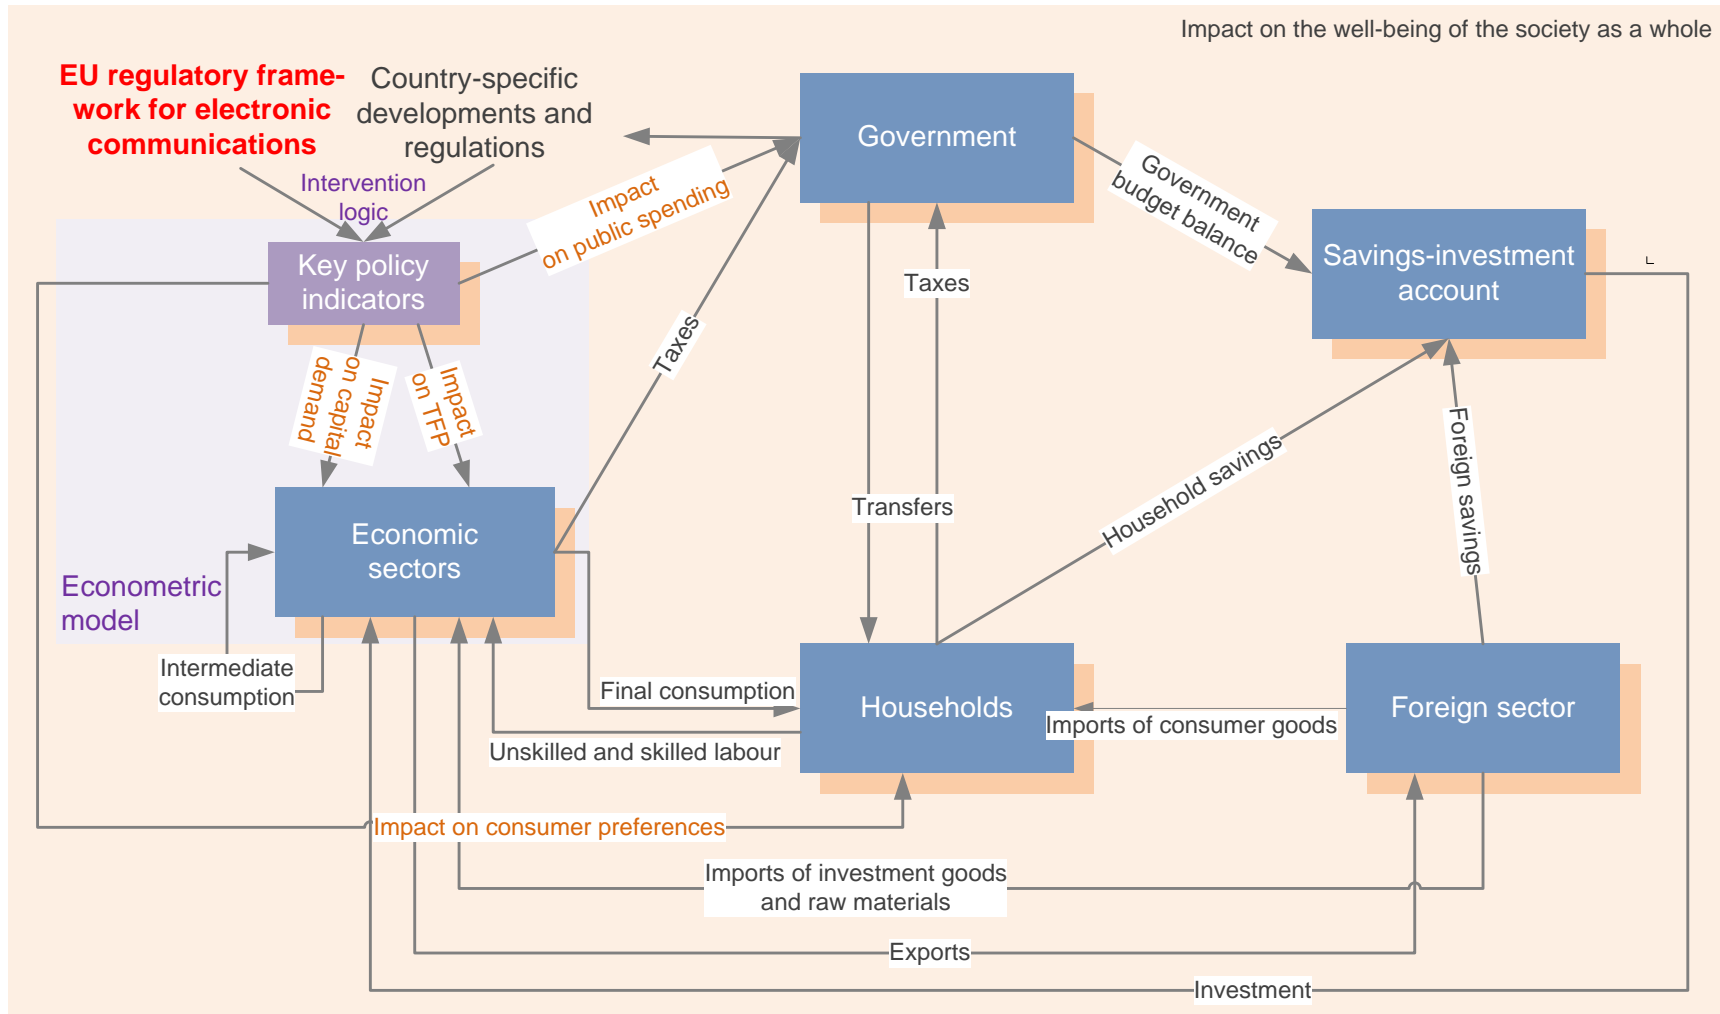 Impact on the well-being of the society as a whole
EU regulatory frame-
work for electronic
communications
Country-specific
developments and
regulations
Intervention
logic
Key policy
indicators
Impact
on public spending
Government
Government
budget balance
Savings-investment
account
Taxes
Taxes
Impact
on capital
demand
Impact
on TFP
Household savings
Foreign savings
Transfers
Economic
sectors
Econometric
model
Intermediate
consumption
Final consumption
Households
Imports of consumer goods
Foreign sector
Unskilled and skilled labour
Impact on consumer preferences
Imports of investment goods
and raw materials
Exports
Investment